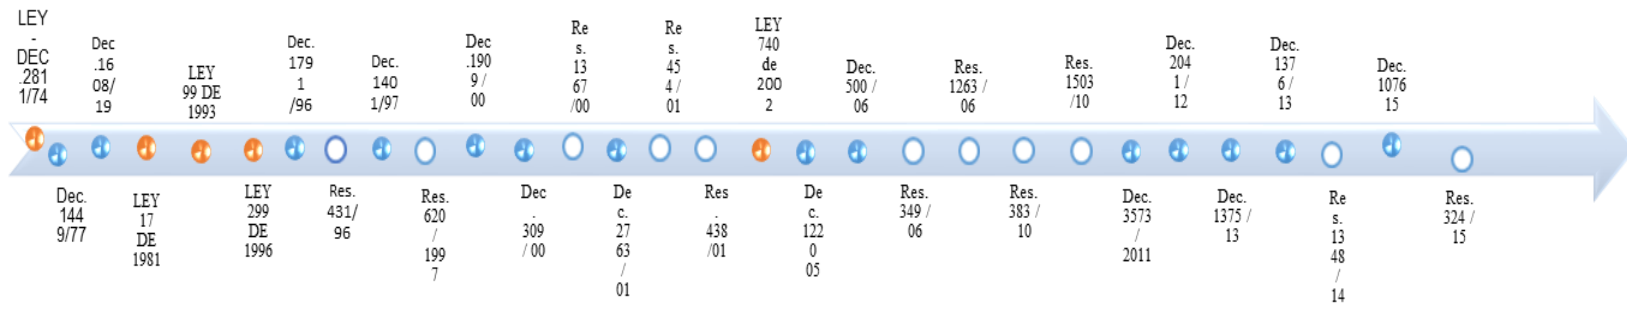 LEY
-
DEC
.281
1/74
Dec
.16
08/
19
LEY
99 DE
1993
Dec.
179
1
/96
Dec.
140
1/97
Dec
.190
9 /
00
Re
s.
13
67
/00
Re
s.
45
4 /
01
LEY
740
de
200
2
Dec.
500 /
06
Res.
1263 /
06
Res.
1503
/10
Dec.
204
1 /
12
Dec.
137
6 /
13
Dec.
1076
15
Dec.
144
9/77
LEY
17
DE
1981
LEY
299
DE
1996
Res.
431/
96
Res.
620
/
199
7
Dec
.
309
/ 00
De
c.
27
63
/
01
Res
.
438
/01
De
c.
122
0
05
Res.
349 /
06
Res.
383 /
10
Dec.
3573
/
2011
Dec.
1375 /
13
Re
s.
13
48
/
14
Res.
324 /
15